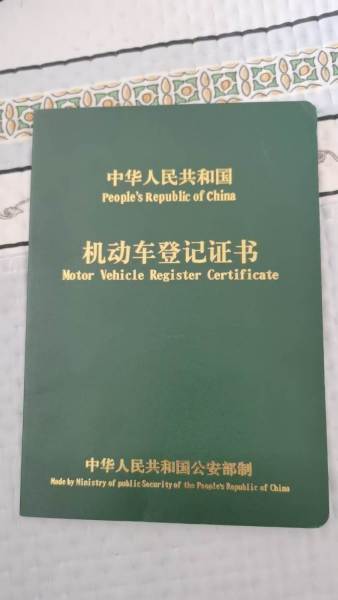 中华人民共和国
People's Republic of China
机动车登记证书
Motor Vehicle Register Certificate
中华人民共和国公安部制
Made by Ministry of public Security of the People's Republic of China